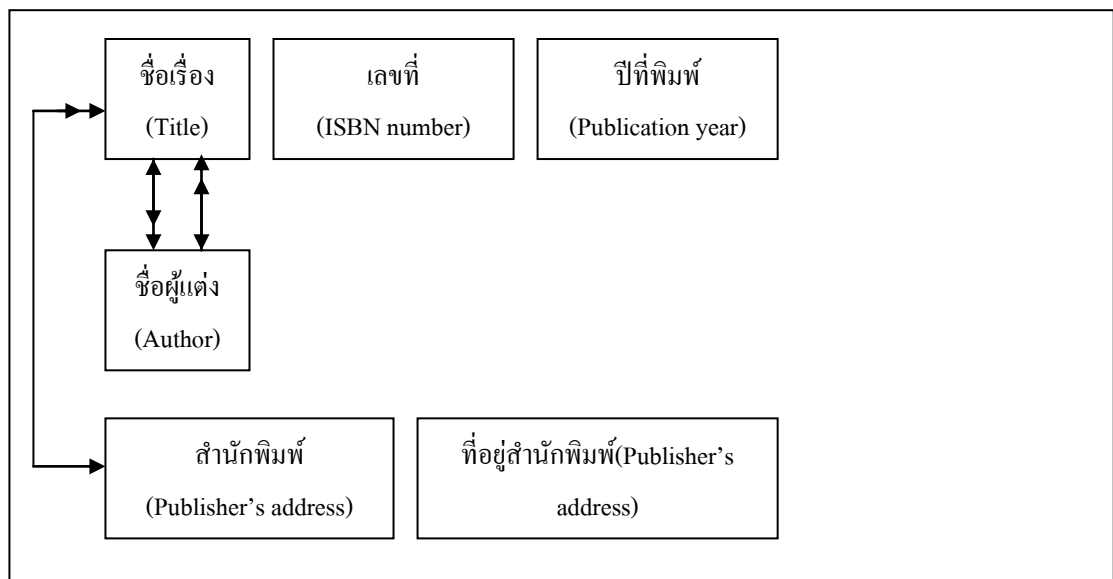 ชื่อเรื่อง
(Title)
เลขที่
(ISBN number)
ปีที่พิมพ์
(Publication year)
ชื่อผู้แต่ง
(Author)
สำนักพิมพ์
(Publisher’s address)
ที่อยู่สำนักพิมพ์(Publisher’s
address)